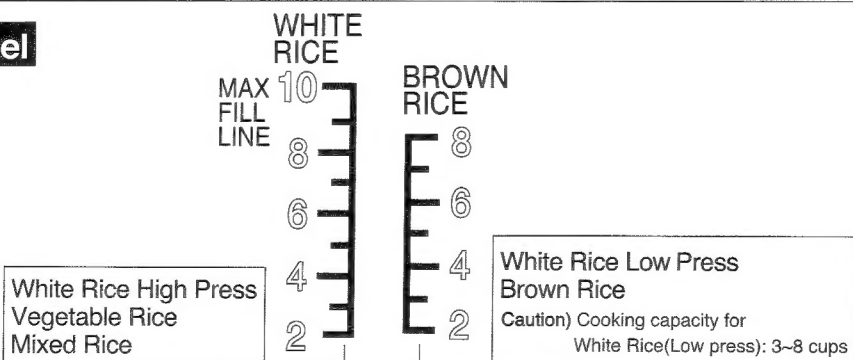 el
WHITE
RICE
MAX 10
FILL
LINE
8
6
4
2
BROWN
RICE
8
6
4
2
White Rice High Press
Vegetable Rice
Mixed Rice
White Rice Low Press
Brown Rice
Caution) Cooking capacity for
White Rice(Low press): 3~8 cups